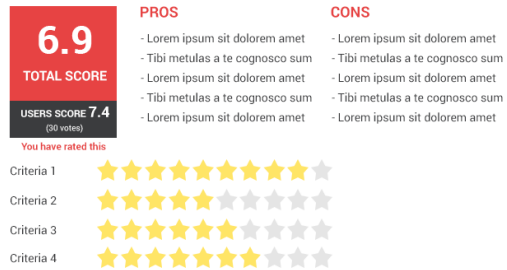 6.9
TOTAL SCORE
USERS SCORE 7.4
(30 votes)
You have rated this
PROS
- Lorem ipsum sit dolorem amet
- Tibi metulas a te cognosco sum
- Lorem ipsum sit dolorem amet
- Tibi metulas a te cognosco sum
- Lorem ipsum sit dolorem amet
CONS
- Lorem ipsum sit dolorem amet
- Tibi metulas a te cognosco sum
- Lorem ipsum sit dolorem amet
- Tibi metulas a te cognosco sum
- Lorem ipsum sit dolorem amet
Criteria 1
Criteria 2
Criteria 3
Criteria 4